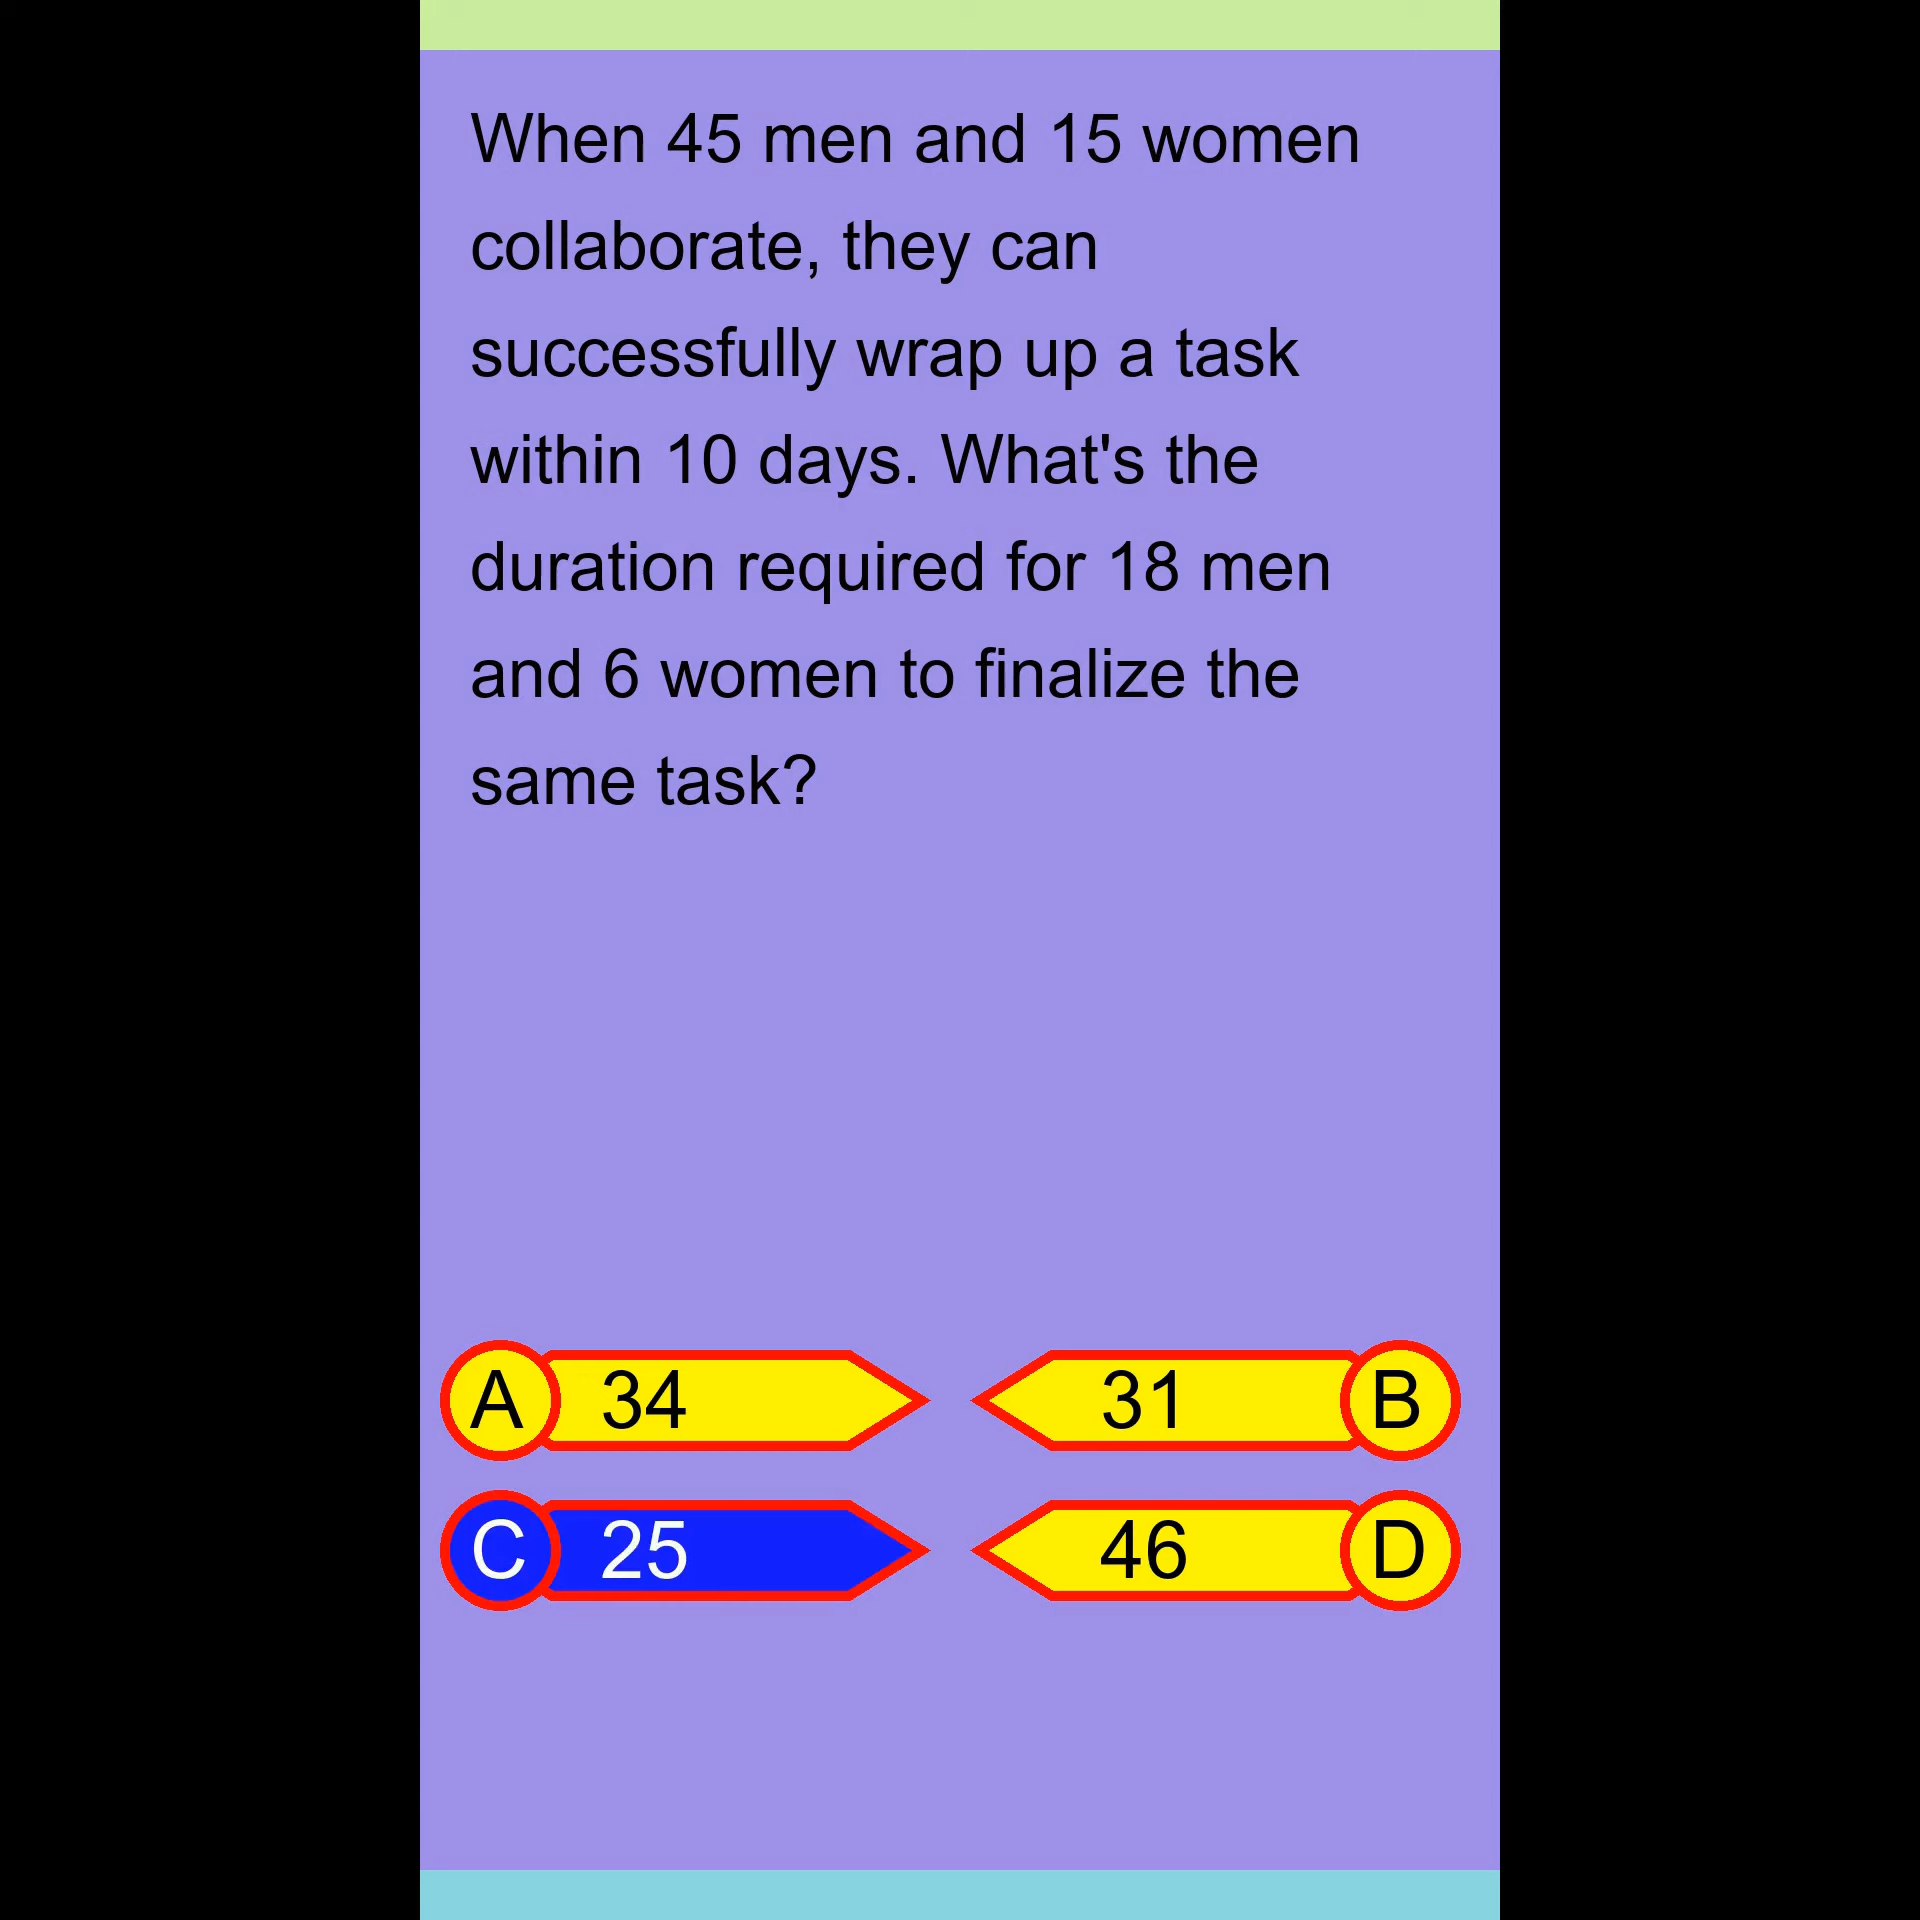 When 45 men and 15 women
collaborate, they can
successfully wrap up a task
within 10 days. What's the
duration required for 18 men
and 6 women to finalize the
same task?
A 34
31 B
C 25
46 D